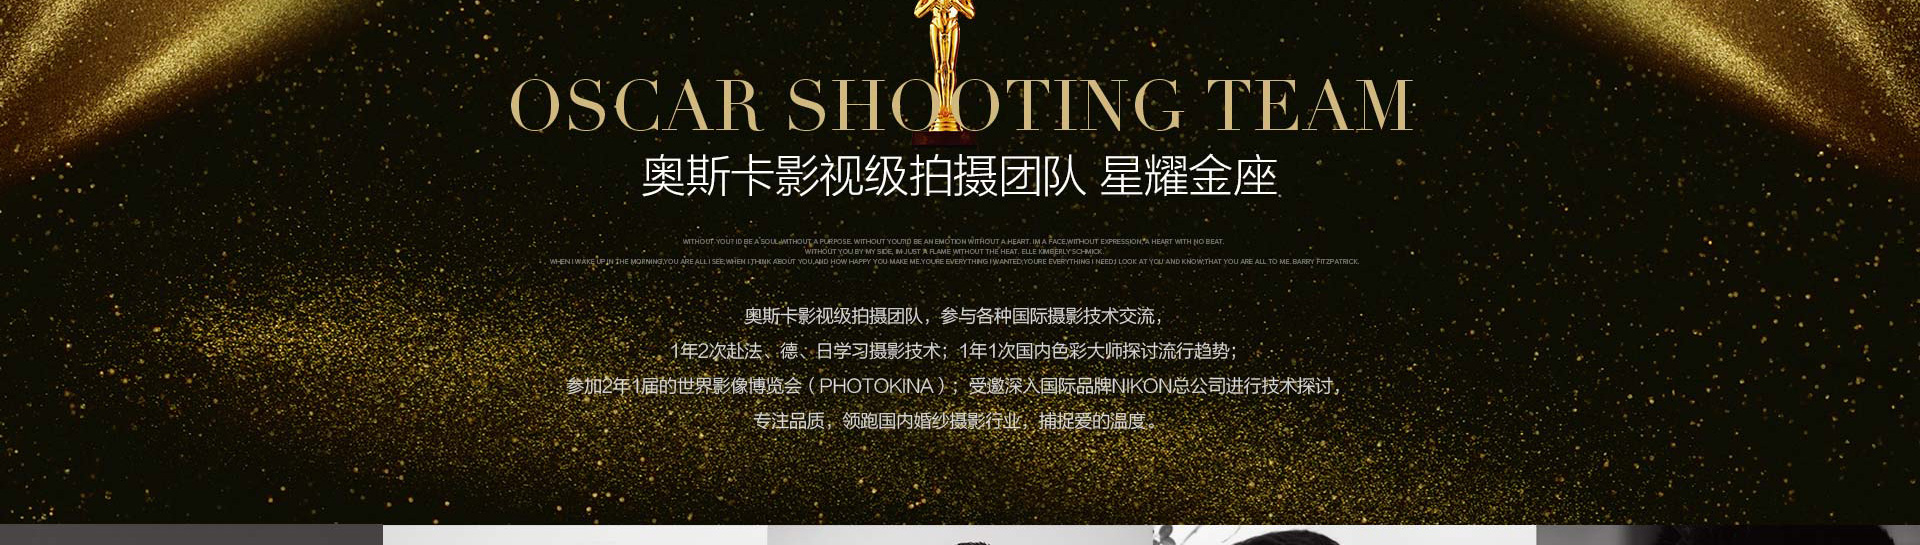 OSCAR SHOOTING TEAM
奥斯卡影视级拍摄团队 星耀金座
WITHOUT YOU? ID BE A SOUL WITHOUT A PURPOSE. WITHOUT YOU? ID BE AN EMOTION WITHOUT A HEART. IM A FACE WITHOUT EXPRESSION, A HEART WITH NO BEAT.
WITHOUT YOU BY MY SIDE, IM JUST A FLAME WITHOUT THE HEAT. ELLE KIMBERLY SCHMICK.
WHEN I WAKE UP IN THE MORNING,YOU ARE ALL I SEE;WHEN I THINK ABOUT YOU,AND HOW HAPPY YOU MAKE ME.YOURE EVERYTHING I WANTED;YOURE EVERYTHING I NEED;I LOOK AT YOU AND KNOW;THAT YOU ARE ALL TO ME. BARRY FITZPATRICK.
奥斯卡影视级拍摄团队，参与各种国际摄影技术交流，
1年2次赴法、德、日学习摄影技术；1年1次国内色彩大师探讨流行趋势；
参加2年1届的世界影像博览会（PHOTOKINA）；受邀深入国际品牌NIKON总公司进行技术探讨，
专注品质，领跑国内婚纱摄影行业，捕捉爱的温度。